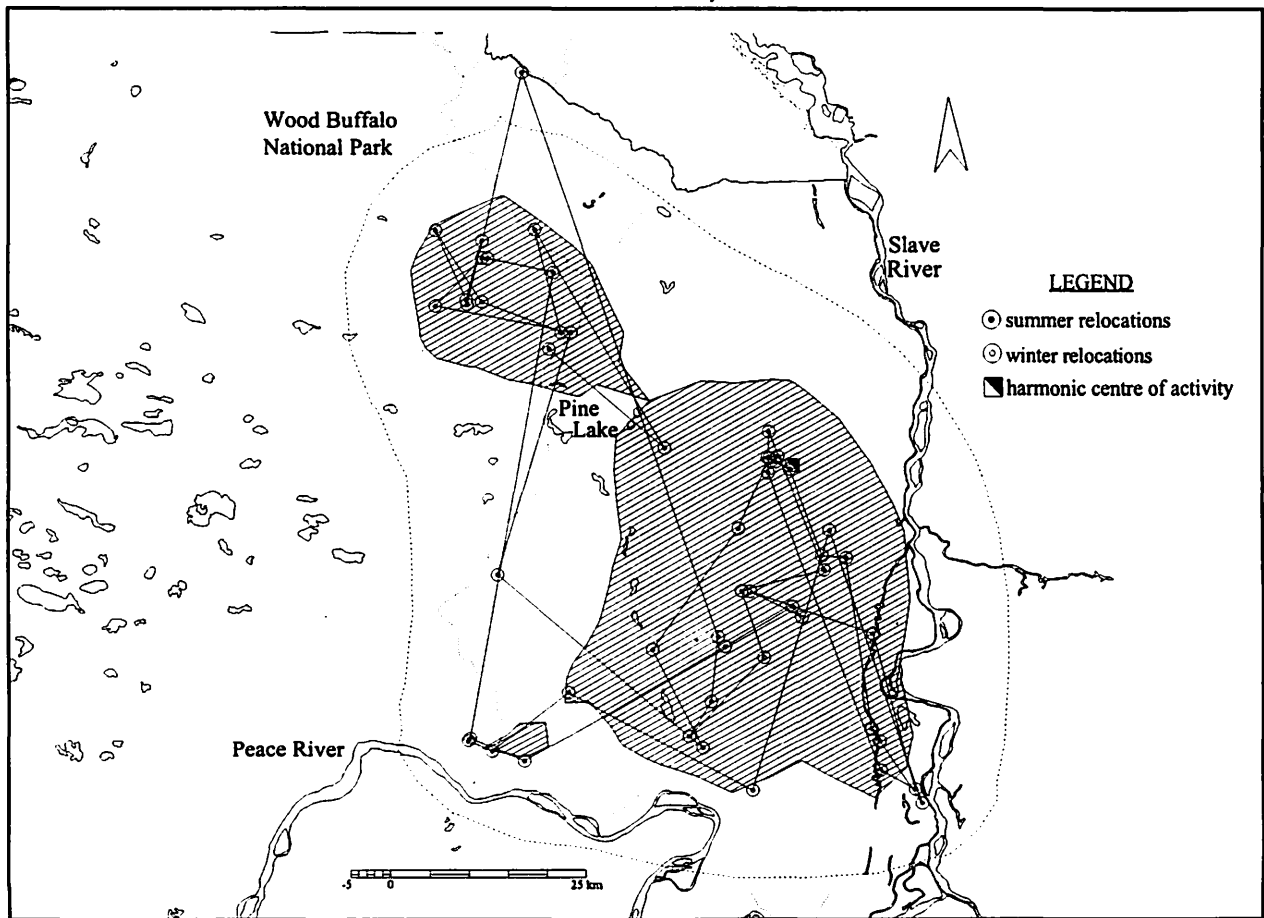 Wood Buffalo
National Park
Slave
River
LEGEND
summer relocations
winter relocations
harmonic centre of activity
Pine
Lake
Peace River
-5 0 25 km